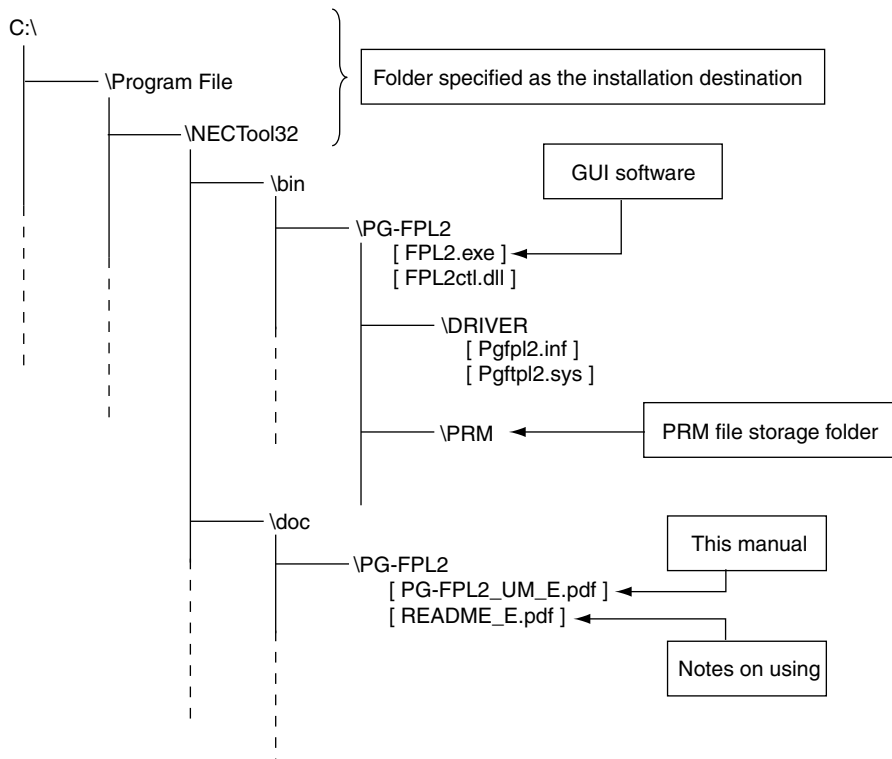 C:\
\Program File
Folder specified as the installation destination
\NECTool32
\bin
GUI software
\PG-FPL2
[ FPL2.exe ]
[ FPL2ctl.dll ]
\DRIVER
[ Pgfpl2.inf ]
[ Pgftpl2.sys ]
\PRM
PRM file storage folder
\doc
This manual
\PG-FPL2
[ PG-FPL2_UM_E.pdf ]
[ README_E.pdf ]
Notes on using